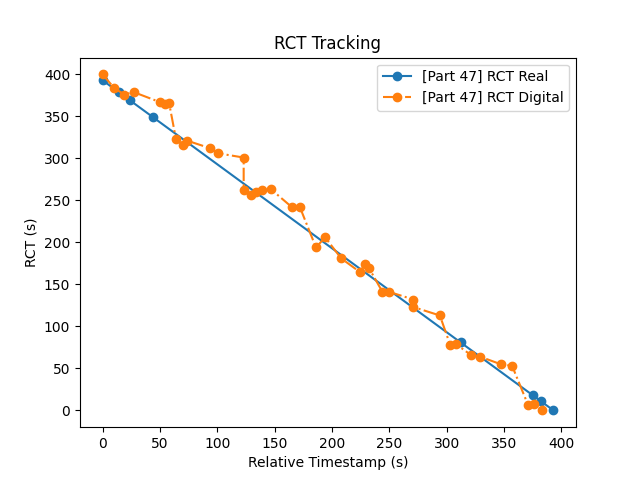 RCT Tracking
[Part 47] RCT Real
[Part 47] RCT Digital
RCT (s)
400
350
300
250
200
150
100
50
0
0 50 100 150 200 250 300 350 400
Relative Timestamp (s)